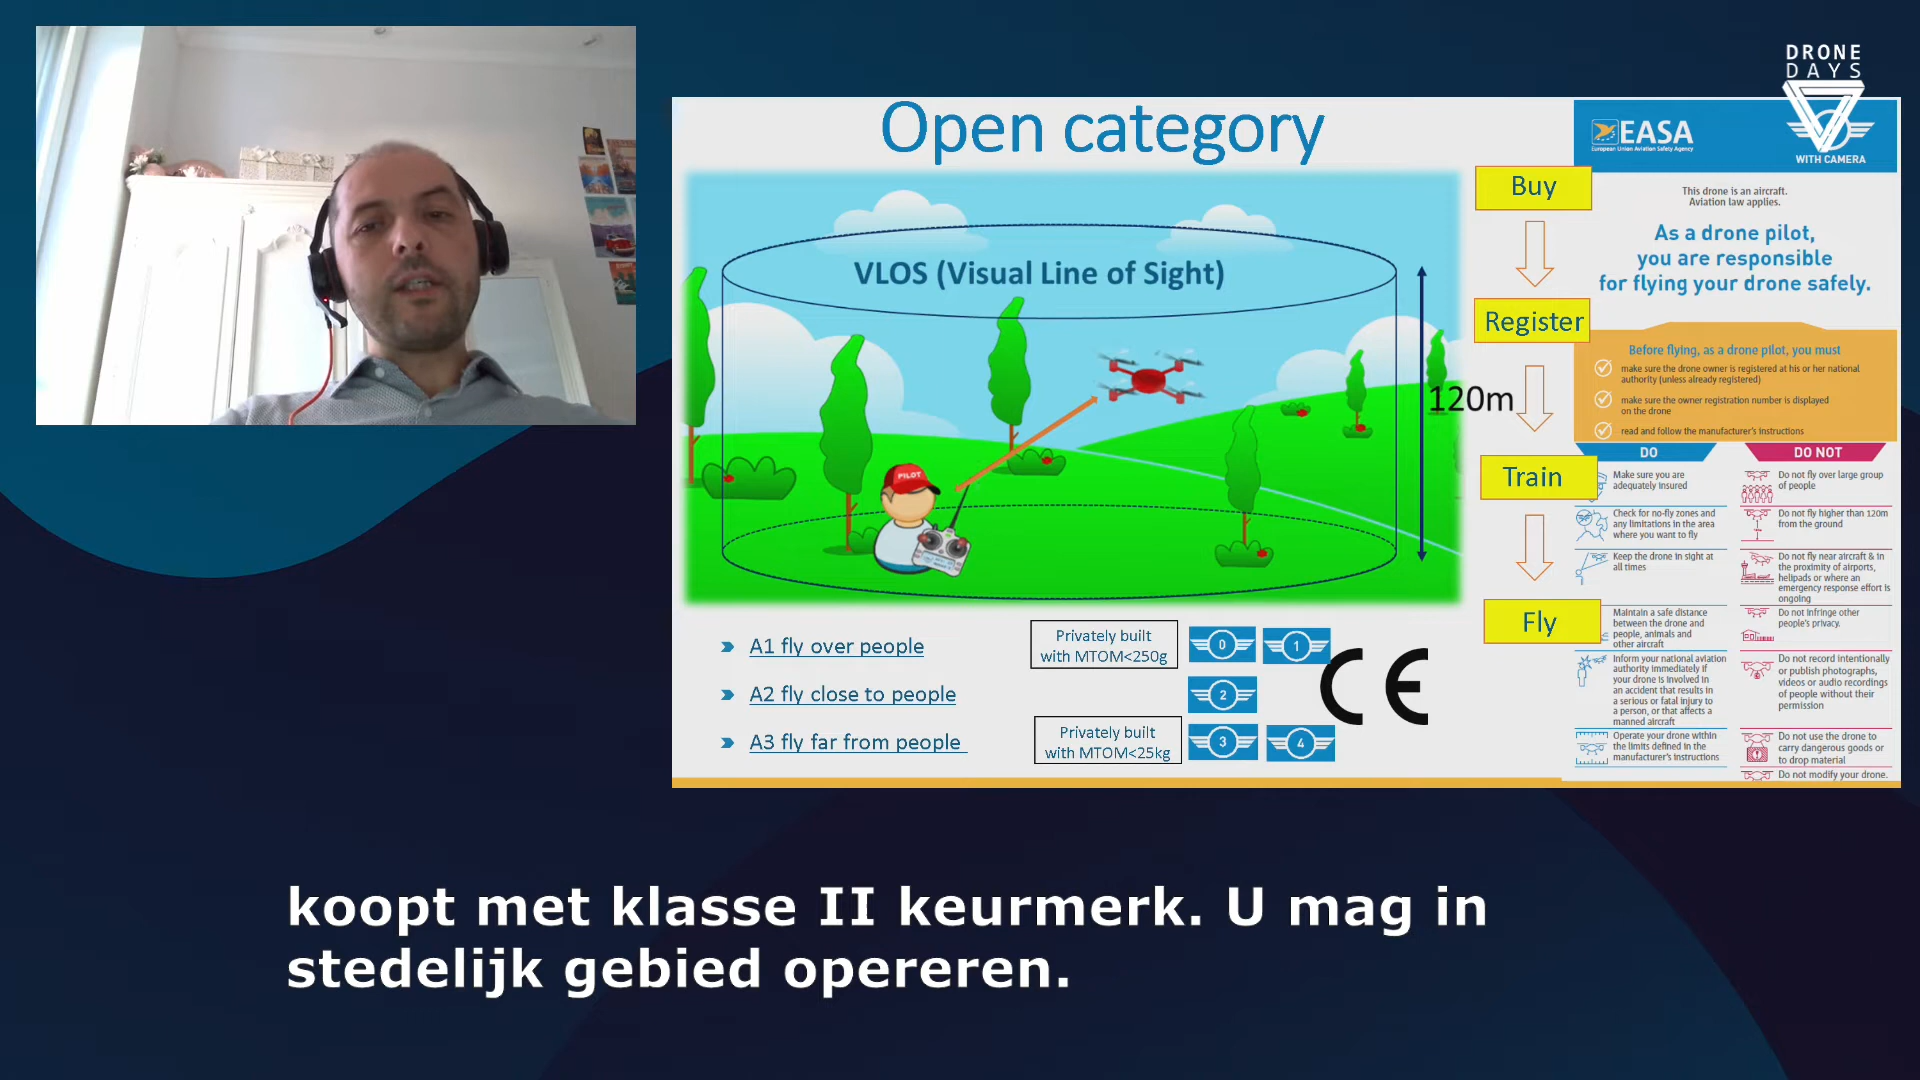 DRONE
DAYS
Open category
EASA
European Union Aviation Safety Agency
WITH CAMERA
VLOS (Visual Line of Sight)
120m
PILOT
Buy
Register
Train
Fly
A1 fly over people
A2 fly close to people
A3 fly far from people
Privately built
with MTOM<250g
0
1
2
Privately built
with MTOM<25kg
3
4
CE
This drone is an aircraft.
Aviation law applies.
As a drone pilot,
you are responsible
for flying your drone safely.
Before flying, as a drone pilot, you must
make sure the drone owner is registered at his or her national
authority (unless already registered)
make sure the owner registration number is displayed
on the drone
read and follow the manufacturer's instructions
DO
Make sure you are
adequately insured
Check for no-fly zones and
any limitations in the area
where you want to fly
Keep the drone in sight at
all times
Maintain a safe distance
between the drone and
people, animals and
other aircraft
Inform your national aviation
authority immediately if
your drone is involved in
an accident that results in
a serious or fatal injury to
a person, or that affects a
manned aircraft
Operate your drone within
the limits defined in the
manufacturer's instructions
DO NOT
Do not fly over large group
of people
Do not fly higher than 120m
from the ground
Do not fly near aircraft & in
the proximity of airports,
helipads or where an
emergency response effort is
ongoing
Do not infringe other
people's privacy.
Do not record intentionally
or publish photographs,
videos or audio recordings
of people without their
permission
Do not use the drone to
carry dangerous goods or
to drop material
Do not modify your drone.
koopt met klasse II keurmerk. U mag in
stedelijk gebied opereren.